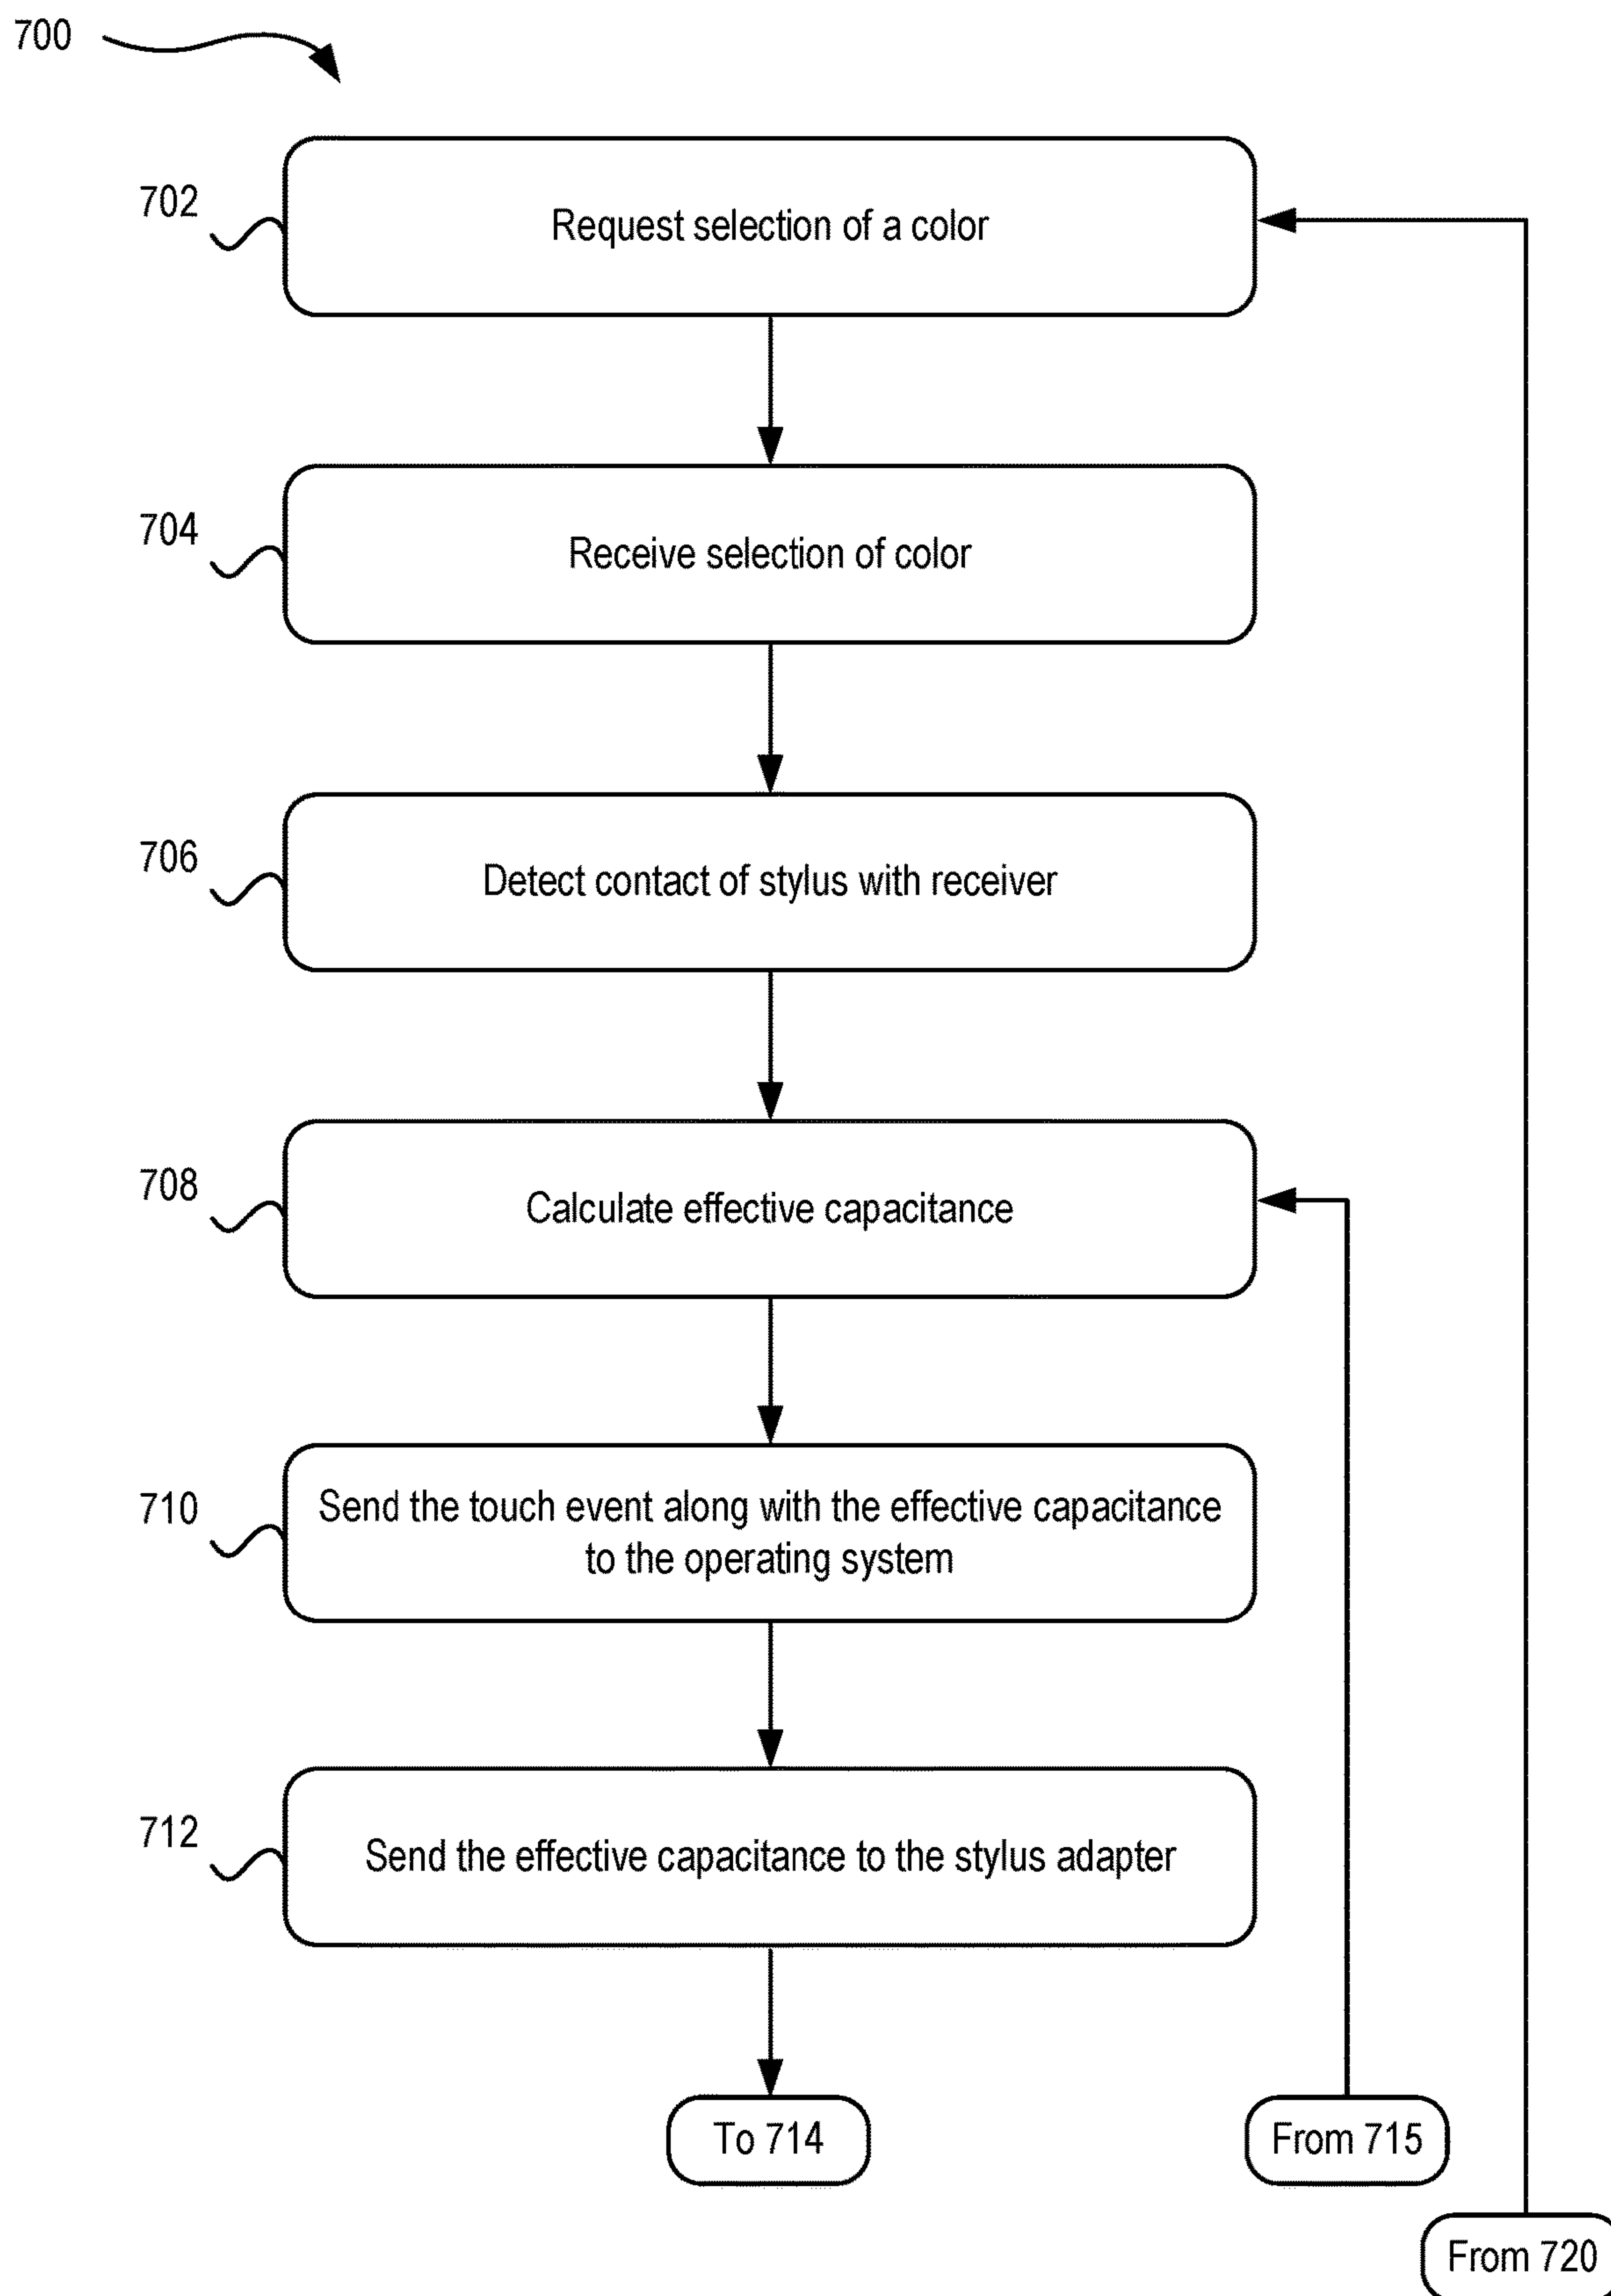 700
702
Request selection of a color
704
Receive selection of color
706
Detect contact of stylus with receiver
708
Calculate effective capacitance
710
Send the touch event along with the effective capacitance
to the operating system
712
Send the effective capacitance to the stylus adapter
To 714
From 715
From 720